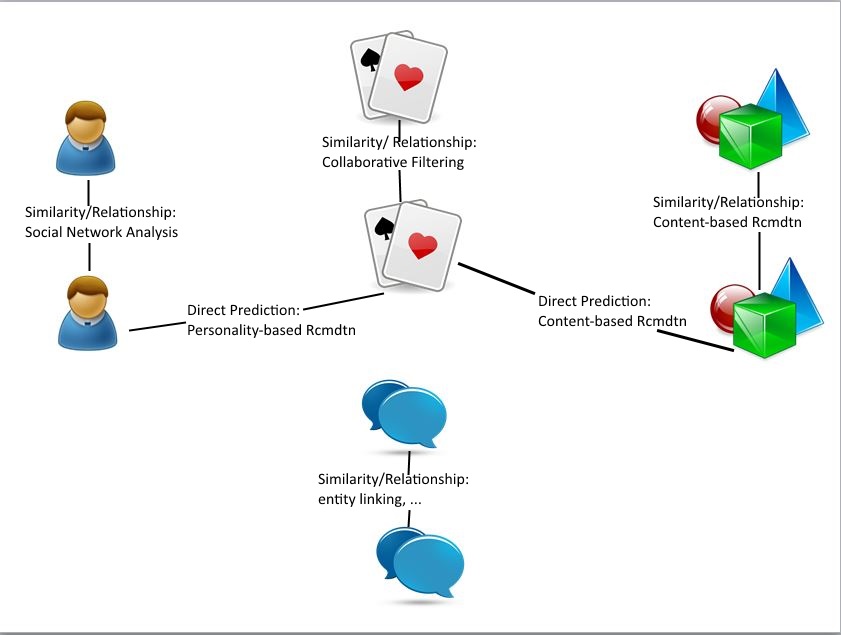 Similarity/ Relationship:
Collaborative Filtering
Similarity/Relationship:
Social Network Analysis
Similarity/Relationship:
Content-based Rcmdtn
Direct Prediction:
Personality-based Rcmdtn
Direct Prediction:
Content-based Rcmdtn
Similarity/Relationship:
entity linking, ...